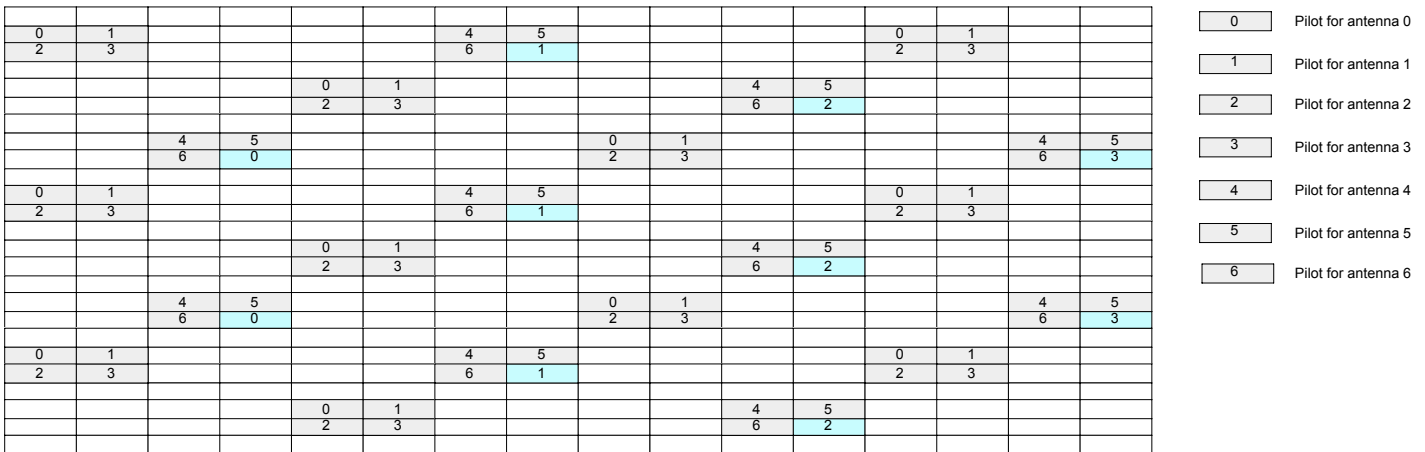 0 1 4 5 0 1
2 3 6 1 2 3
0 1 4 5
2 3 6 2
4 5 0 1 4 5
6 0 2 3 6 3
0 1 4 5 0 1
2 3 6 1 2 3
0 1 4 5
2 3 6 2
4 5 0 1 4 5
6 0 2 3 6 3
0 1 4 5 0 1
2 3 6 1 2 3
0 1 4 5
2 3 6 2
0 Pilot for antenna 0
1 Pilot for antenna 1
2 Pilot for antenna 2
3 Pilot for antenna 3
4 Pilot for antenna 4
5 Pilot for antenna 5
6 Pilot for antenna 6